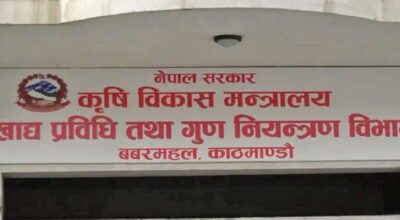 नेपाल सरकार
कृषि विकास मन्त्रालय
खाद्य प्रविधि तथा गुण नियन्त्रण विभाग
बबरमहल, काठमाण्डौ